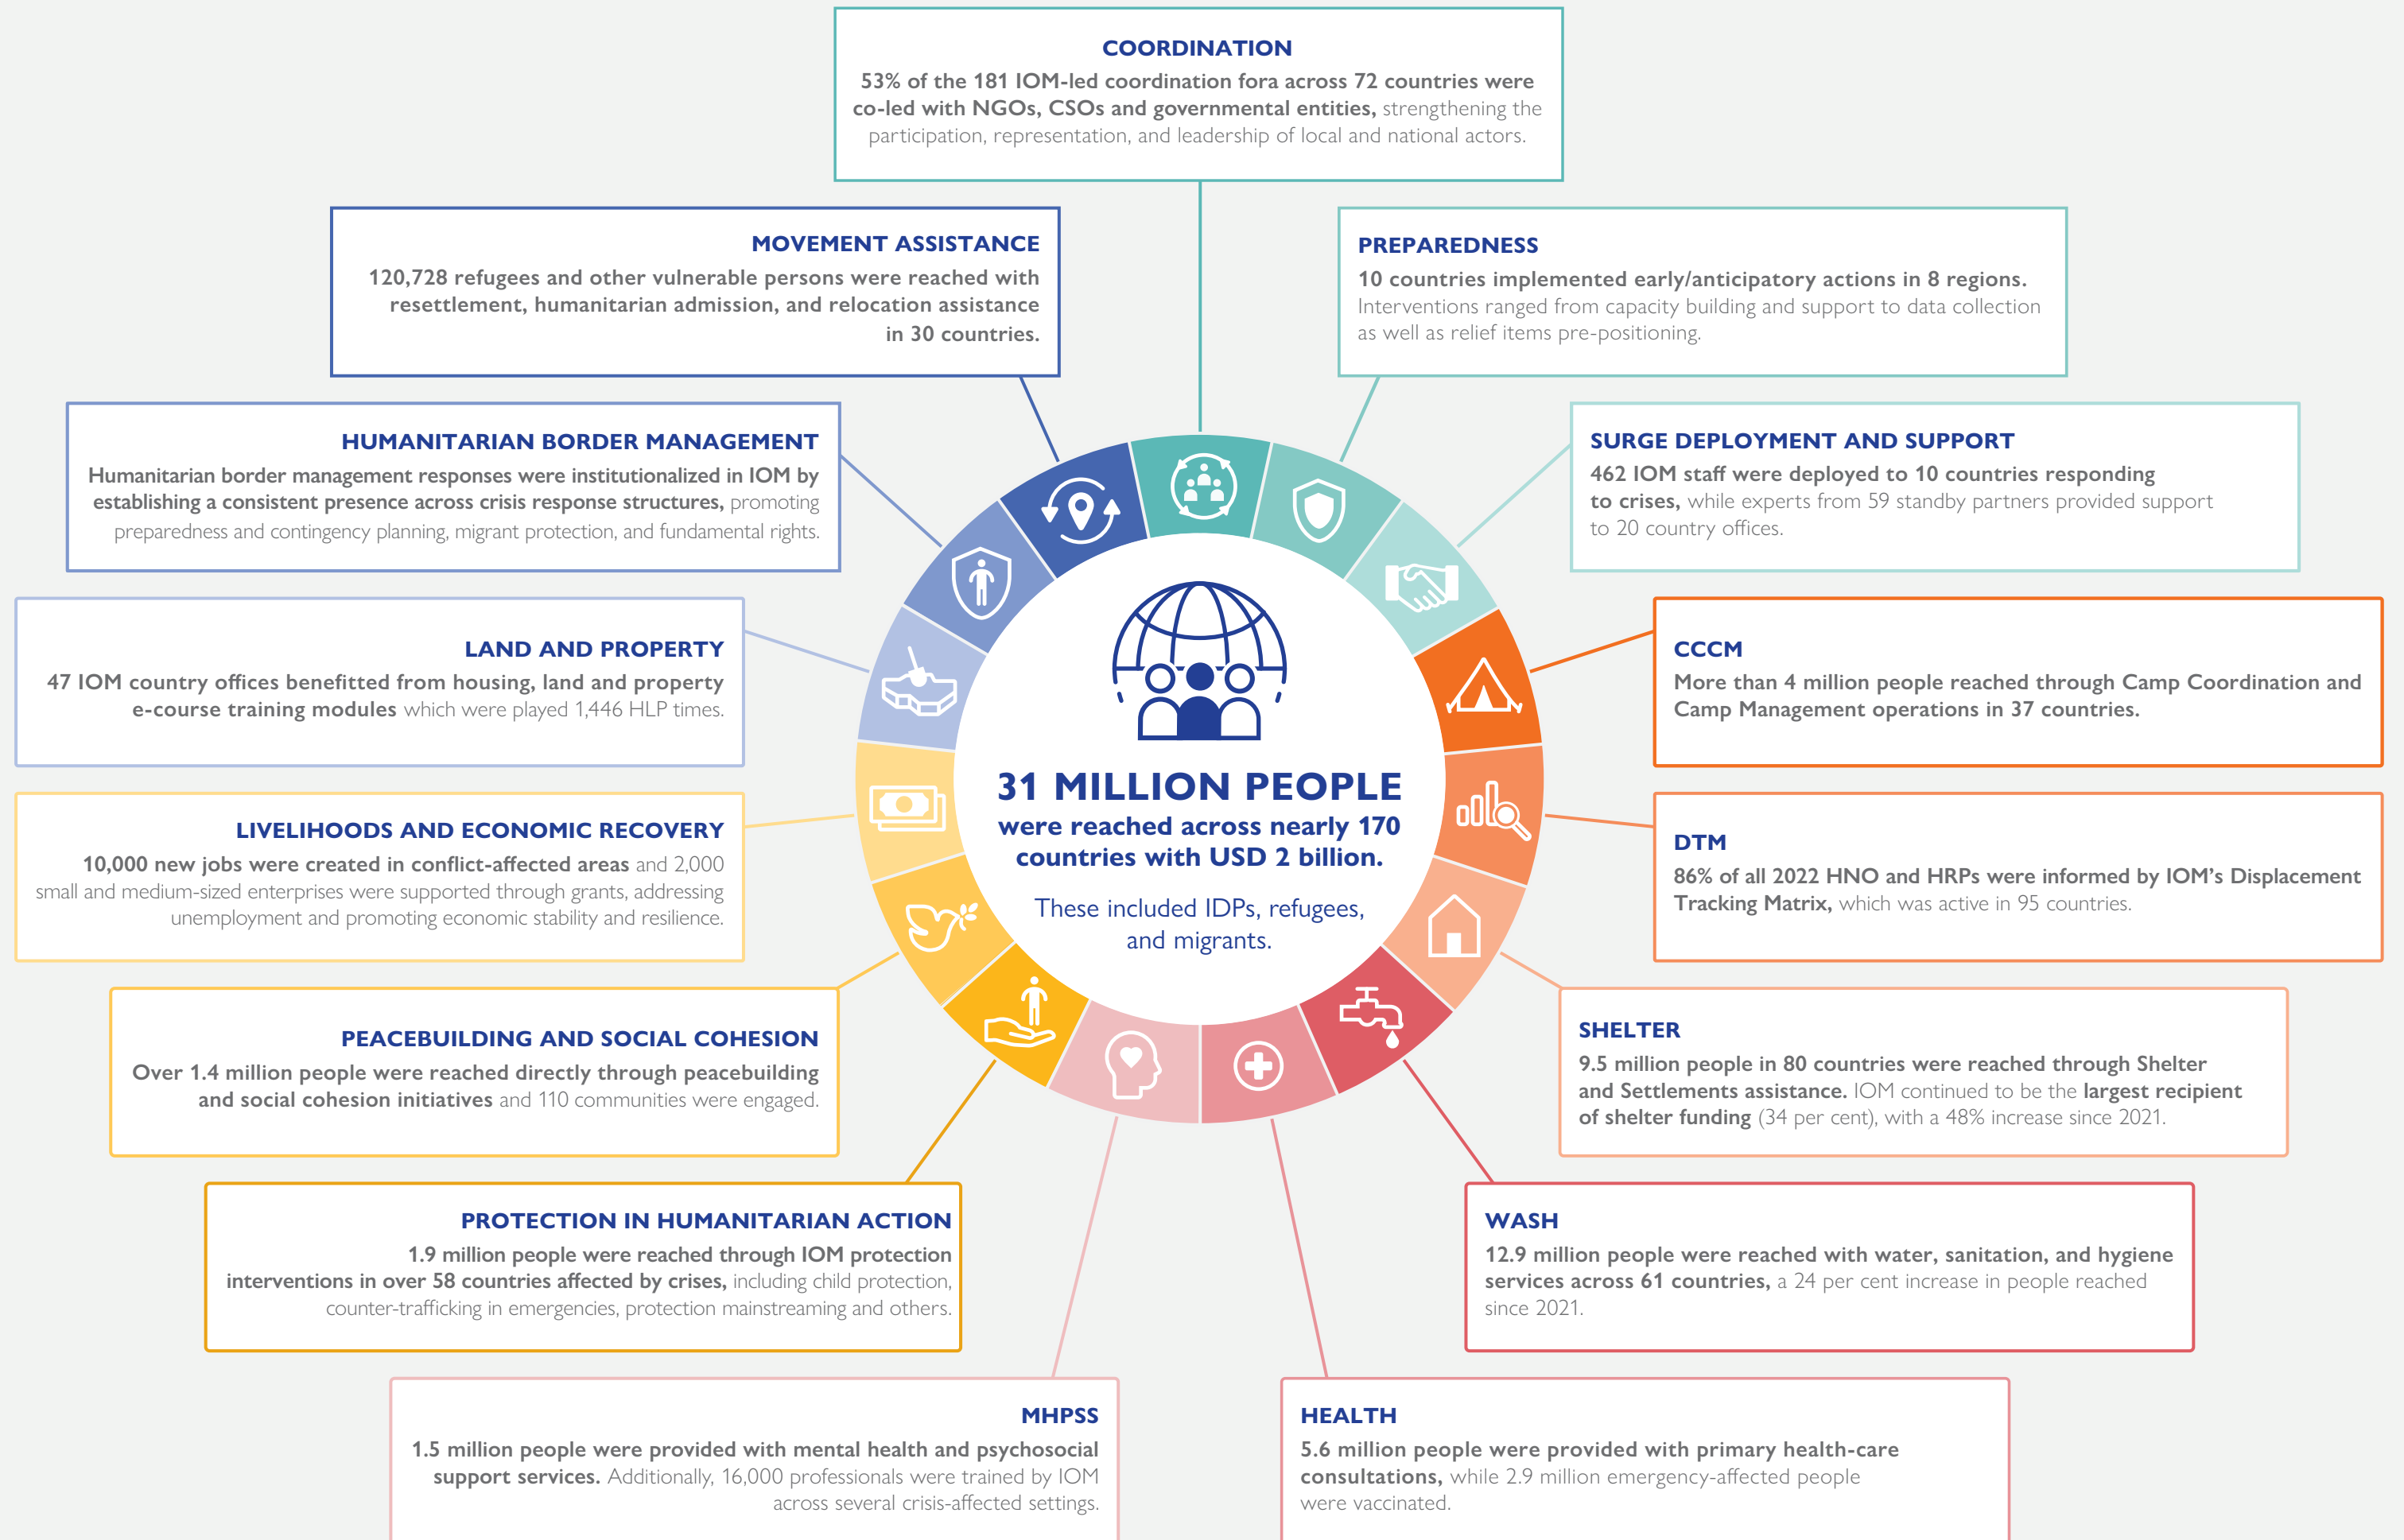 COORDINATION
53% of the 181 IOM-led coordination fora across 72 countries were
co-led with NGOs, CSOs and governmental entities, strengthening the
participation, representation, and leadership of local and national actors.
MOVEMENT ASSISTANCE
120,728 refugees and other vulnerable persons were reached with
resettlement, humanitarian admission, and relocation assistance
in 30 countries.
PREPAREDNESS
10 countries implemented early/anticipatory actions in 8 regions.
Interventions ranged from capacity building and support to data collection
as well as relief items pre-positioning.
HUMANITARIAN BORDER MANAGEMENT
Humanitarian border management responses were institutionalized in IOM by
establishing a consistent presence across crisis response structures, promoting
preparedness and contingency planning, migrant protection, and fundamental rights.
SURGE DEPLOYMENT AND SUPPORT
462 IOM staff were deployed to 10 countries responding
to crises, while experts from 59 standby partners provided support
to 20 country offices.
LAND AND PROPERTY
47 IOM country offices benefitted from housing, land and property
e-course training modules which were played 1,446 HLP times.
CCCM
More than 4 million people reached through Camp Coordination and
Camp Management operations in 37 countries.
31 MILLION PEOPLE
were reached across nearly 170
countries with USD 2 billion.
These included IDPs, refugees,
and migrants.
LIVELIHOODS AND ECONOMIC RECOVERY
10,000 new jobs were created in conflict-affected areas and 2,000
small and medium-sized enterprises were supported through grants, addressing
unemployment and promoting economic stability and resilience.
DTM
86% of all 2022 HNO and HRPs were informed by IOM's Displacement
Tracking Matrix, which was active in 95 countries.
PEACEBUILDING AND SOCIAL COHESION
Over 1.4 million people were reached directly through peacebuilding
and social cohesion initiatives and 110 communities were engaged.
SHELTER
9.5 million people in 80 countries were reached through Shelter
and Settlements assistance. IOM continued to be the largest recipient
of shelter funding (34 per cent), with a 48% increase since 2021.
PROTECTION IN HUMANITARIAN ACTION
1.9 million people were reached through IOM protection
interventions in over 58 countries affected by crises, including child protection,
counter-trafficking in emergencies, protection mainstreaming and others.
WASH
12.9 million people were reached with water, sanitation, and hygiene
services across 61 countries, a 24 per cent increase in people reached
since 2021.
MHPSS
1.5 million people were provided with mental health and psychosocial
support services. Additionally, 16,000 professionals were trained by IOM
across several crisis-affected settings.
HEALTH
5.6 million people were provided with primary health-care
consultations, while 2.9 million emergency-affected people
were vaccinated.